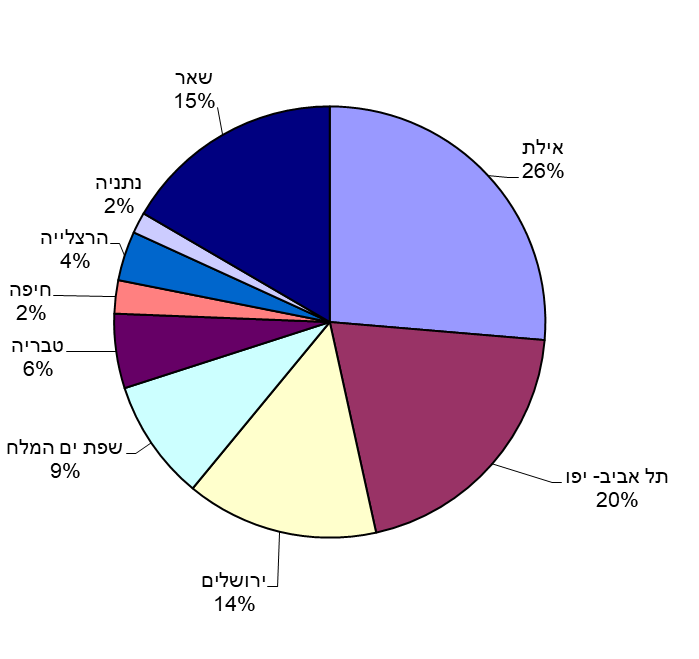 שאר
15%
אילת
26%
נתניה
2%
הרצלייה
4%
חיפה
2%
טבריה
6%
שפת ים המלח
9%
תל אביב- יפו
20%
ירושלים
14%